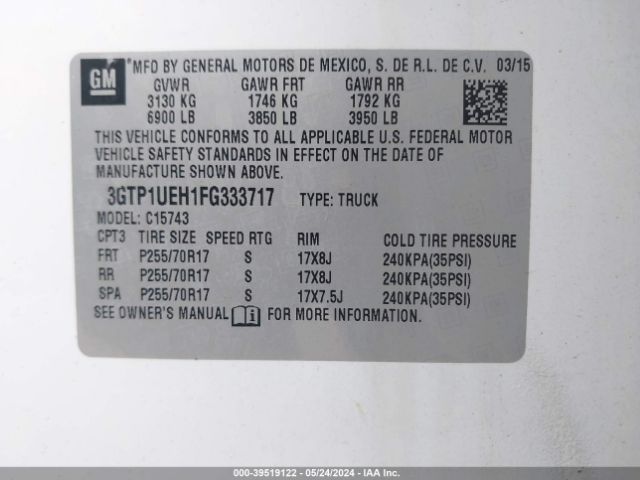 GM
*MFD BY GENERAL MOTORS DE MEXICO, S. DE R.L. DE C.V. 03/15
GVWR GAWR FRT GAWR RR
3130 KG 1746 KG 1792 KG
6900 LB 3850 LB 3950 LB
THIS VEHICLE CONFORMS TO ALL APPLICABLE U.S. FEDERAL MOTOR
VEHICLE SAFETY STANDARDS IN EFFECT ON THE DATE OF
MANUFACTURE SHOWN ABOVE.
3GTP1UEH1FG333717 TYPE: TRUCK
MODEL: C15743
CPT3 TIRE SIZE SPEED RTG RIM COLD TIRE PRESSURE
FRT P255/70R17 S 17X8J 240KPA(35PSI)
RR P255/70R17 S 17X8J 240KPA(35PSI)
SPA P255/70R17 S 17X7.5J 240KPA(35PSI)
SEE OWNER'S MANUAL i FOR MORE INFORMATION.
000-39519122 - 05/24/2024 - IAA Inc.